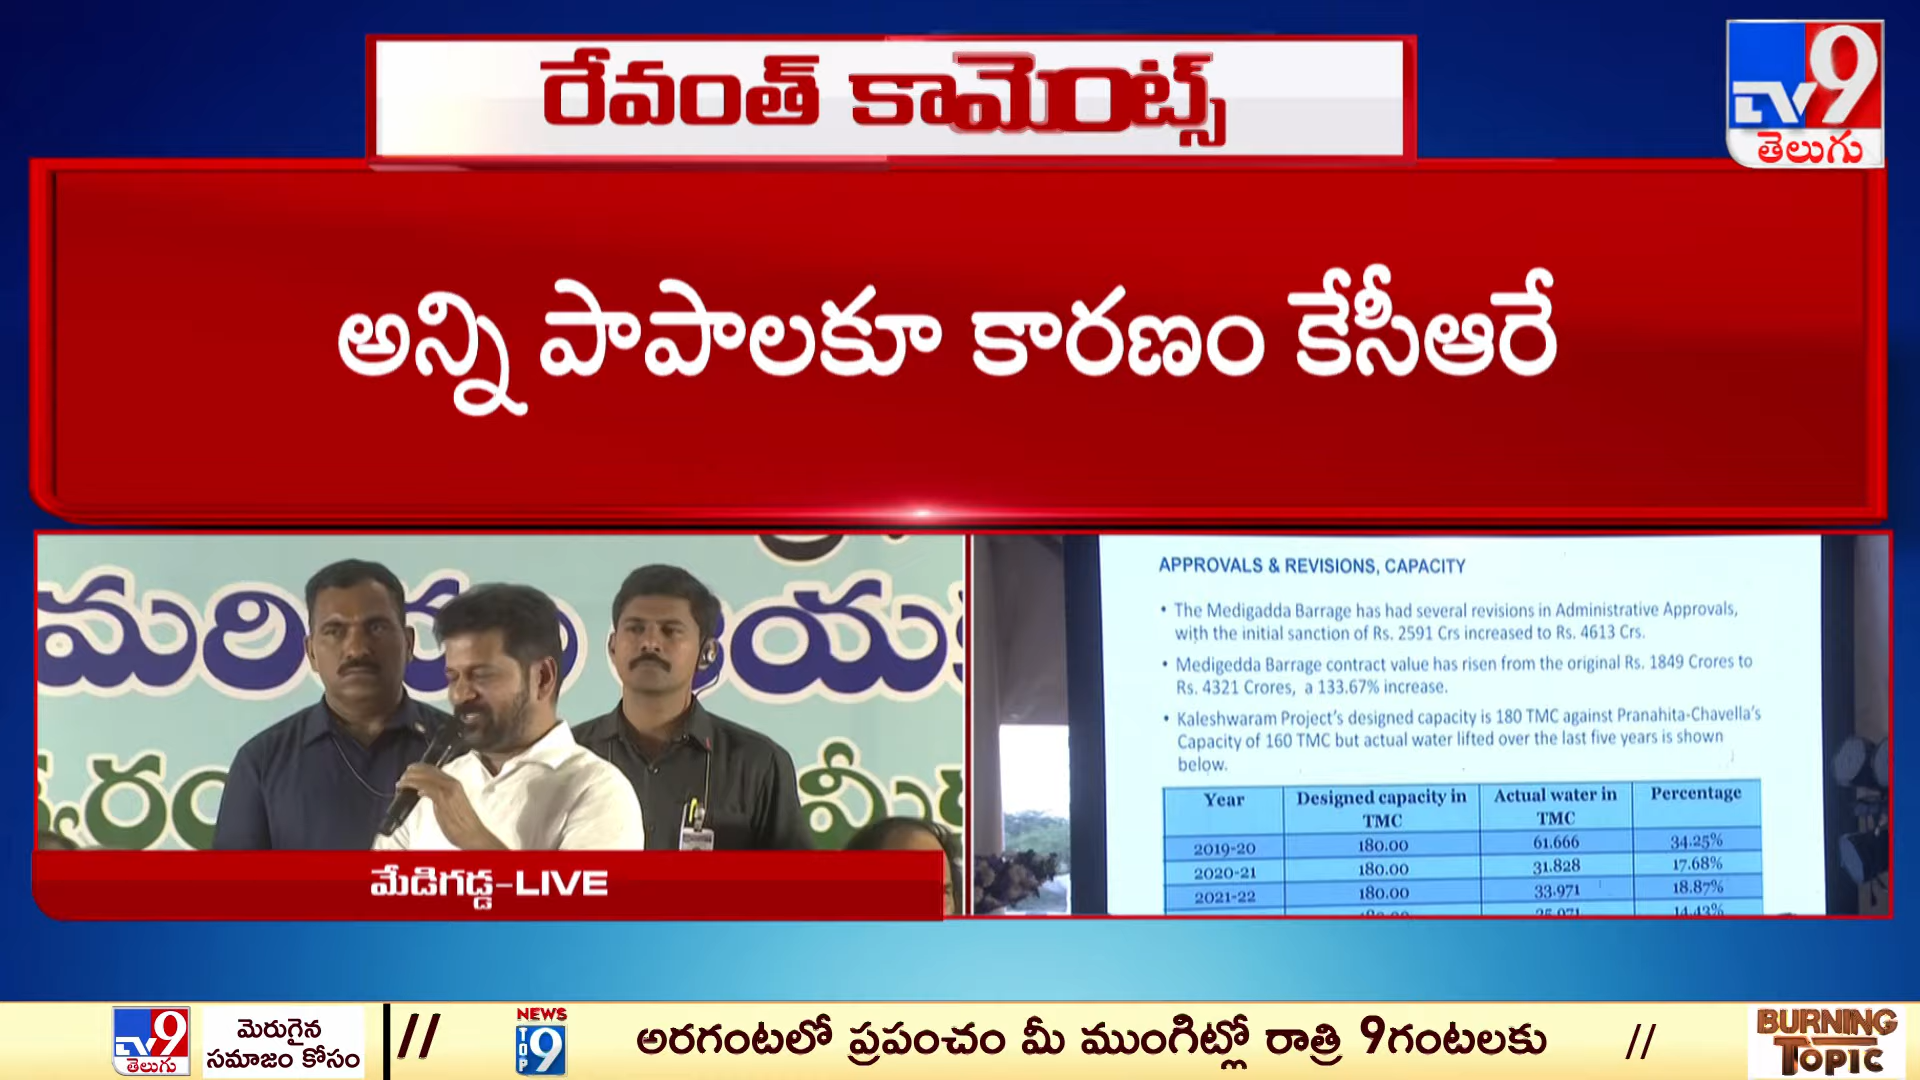 రేవంత్ కామెంట్స్
TV9
తెలుగు
అన్ని పాపాలకూ కారణం కేసీఆరే
మరి
మేడిగడ్డ-LIVE
APPROVALS & REVISIONS, CAPACITY
• The Medigadda Barrage has had several revisions in Administrative Approvals,
with the initial sanction of Rs. 2591 Crs increased to Rs. 4613 Crs.
• Medigedda Barrage contract value has risen from the original Rs. 1849 Crores to
Rs. 4321 Crores, a 133.67% increase.
• Kaleshwaram Project's designed capacity is 180 TMC against Pranahita-Chavella's
Capacity of 160 TMC but actual water lifted over the last five years is shown
below.
Year Designed capacity in TMC Actual water in TMC Percentage
2019-20 180.00 61.666 34.25%
2020-21 180.00 31.828 17.68%
2021-22 180.00 33.971 18.87%
TV9 తెలుగు
మెరుగైన
సమాజం కోసం
//
NEWS
TOP 9
అరగంటలో ప్రపంచం మీ ముంగిట్లో రాత్రి 9గంటలకు
//
BURNING
TOPIC